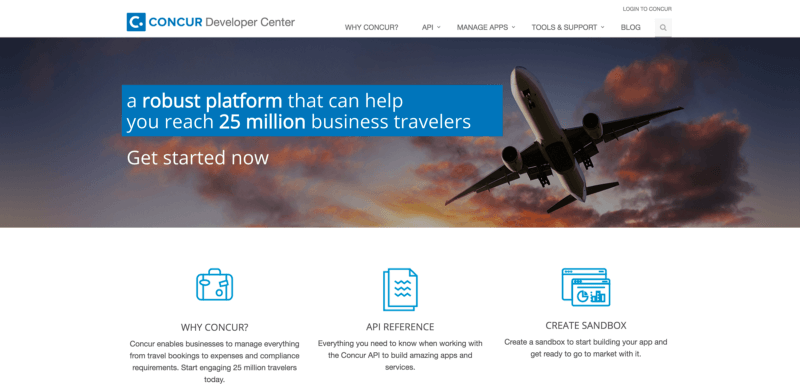 LOGIN TO CONCUR
C. CONCUR Developer Center
WHY CONCUR? API MANAGE APPS TOOLS & SUPPORT BLOG
a robust platform that can help
you reach 25 million business travelers
Get started now
WHY CONCUR?
Concur enables businesses to manage everything
from travel bookings to expenses and compliance
requirements. Start engaging 25 million travelers
today.
API REFERENCE
Everything you need to know when working with
the Concur API to build amazing apps and
services.
CREATE SANDBOX
Create a sandbox to start building your app and
get ready to go to market with it.